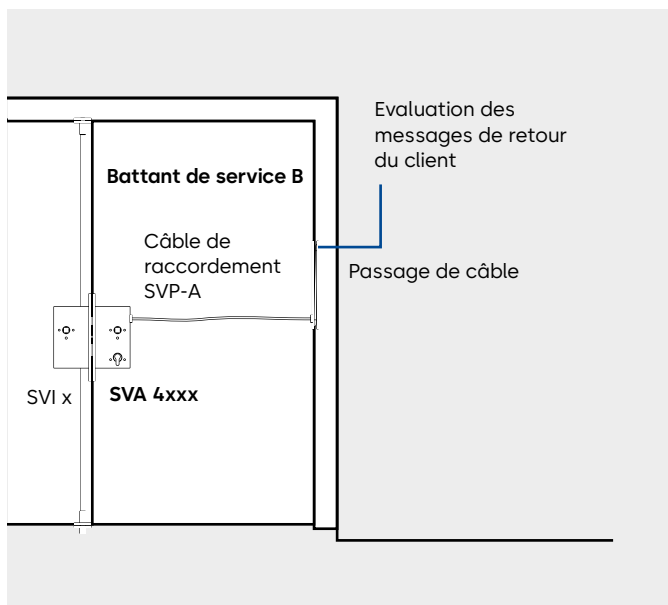 Evaluation des
messages de retour
du client
Battant de service B
Câble de
raccordement
SVP-A
Passage de câble
SVI x
SVA 4xxx